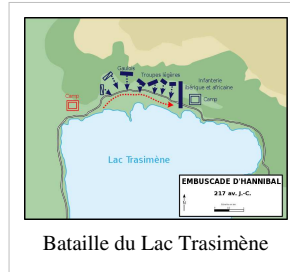 Gaulois
Troupes légères
Infanterie
ibérique et africaine
Camp
Camp
Lac Trasimène
EMBUSCADE D'HANNIBAL
217 av. J.-C.
Bataille du Lac Trasimène